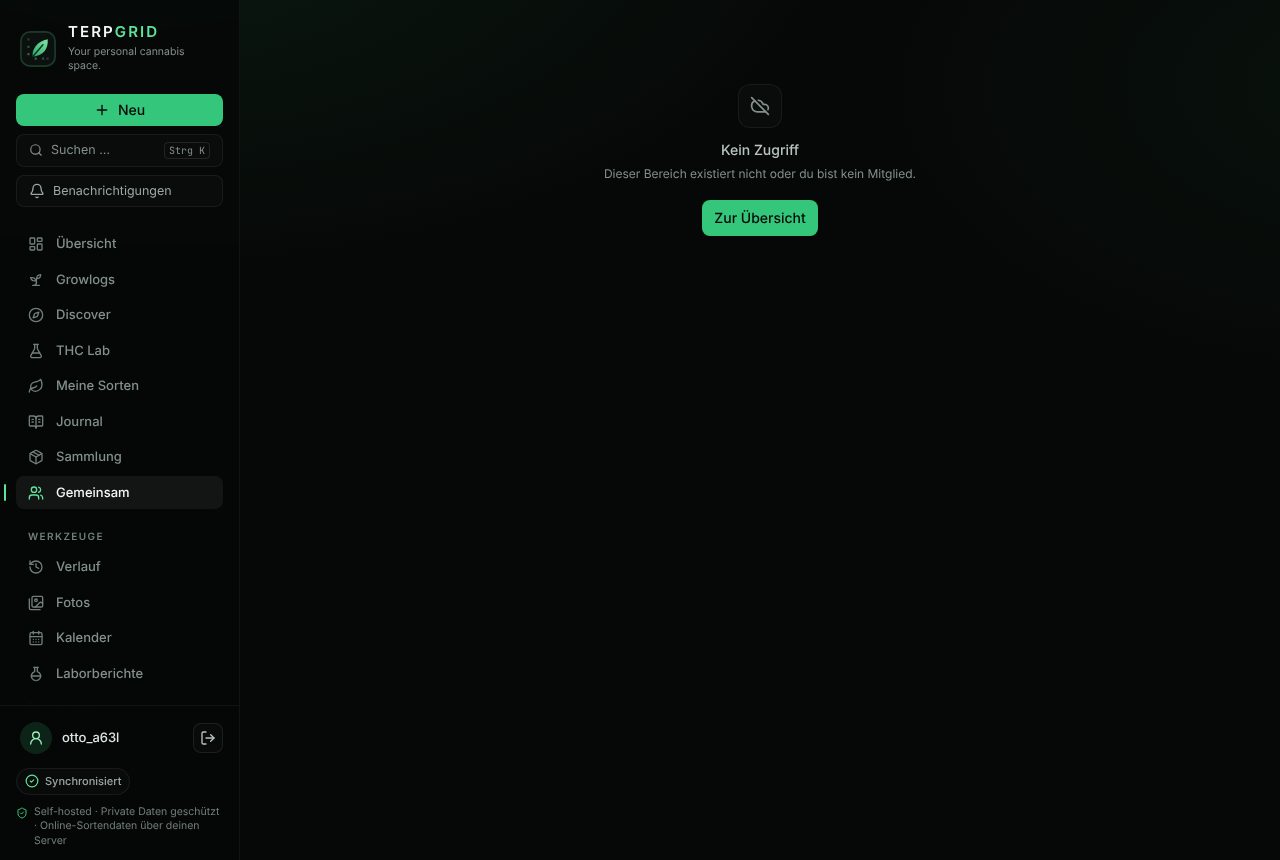 TERPGRID
Your personal cannabis
space.
Neu
Suchen ...
Strg K
Benachrichtigungen
Übersicht
Growlogs
Discover
THC Lab
Meine Sorten
Journal
Sammlung
Gemeinsam
WERKZEUGE
Verlauf
Fotos
Kalender
Laborberichte
otto_a63l
Synchronisiert
Self-hosted · Private Daten geschützt
· Online-Sortendaten über deinen
Server
Kein Zugriff
Dieser Bereich existiert nicht oder du bist kein Mitglied.
Zur Übersicht